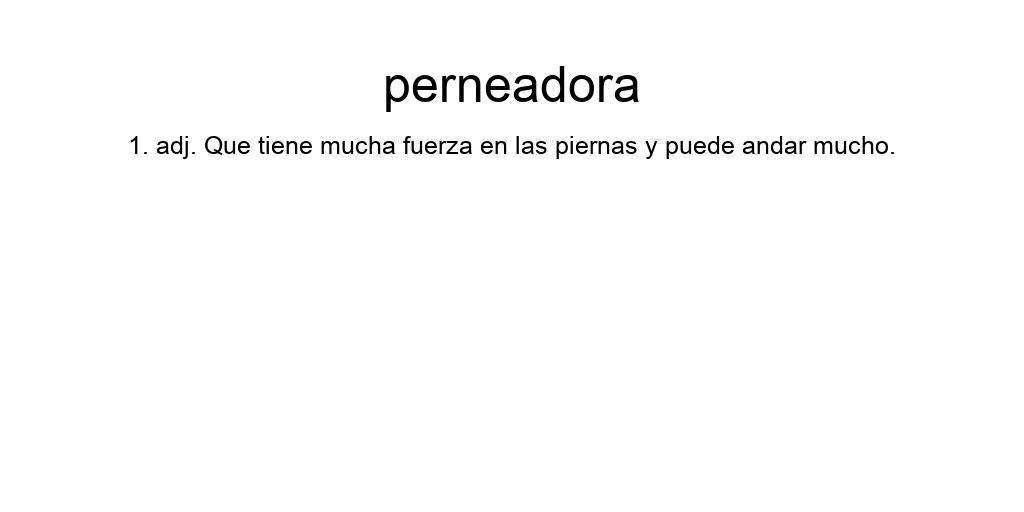 perneadora
1. adj. Que tiene mucha fuerza en las piernas y puede andar mucho.